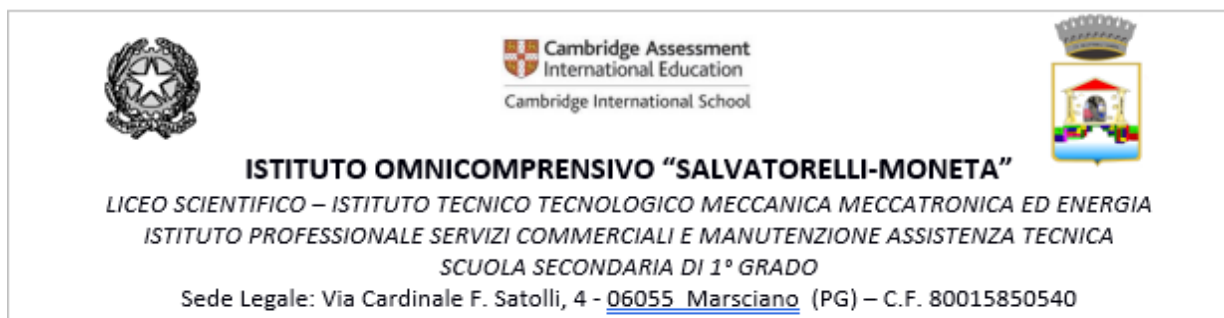 Cambridge Assessment
International Education
Cambridge International School
ISTITUTO OMNICOMPRENSIVO “SALVATORELLI-MONETA”
LICEO SCIENTIFICO – ISTITUTO TECNICO TECNOLOGICO MECCANICA MECCATRONICA ED ENERGIA
ISTITUTO PROFESSIONALE SERVIZI COMMERCIALI E MANUTENZIONE ASSISTENZA TECNICA
SCUOLA SECONDARIA DI 1° GRADO
Sede Legale: Via Cardinale F. Satolli, 4 - 06055 Marsciano (PG) – C.F. 80015850540